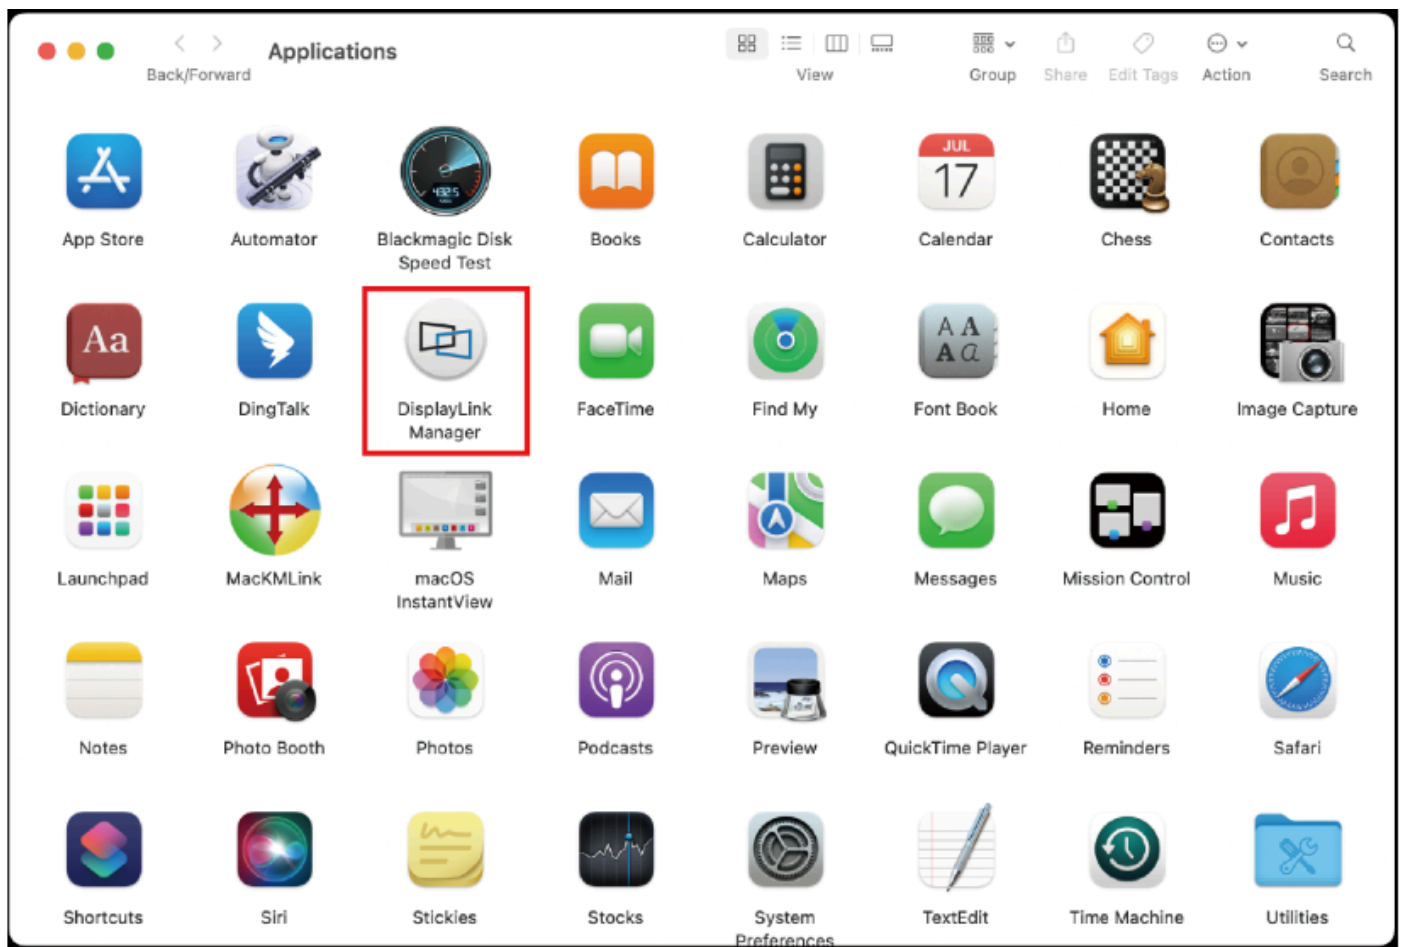 Applications
Back/Forward
View
Group
Share
Edit Tags
Action
Search
JUL
17
4325
App Store
Automator
Blackmagic Disk
Speed Test
Books
Calculator
Calendar
Chess
Contacts
Aa
A A
A a
Dictionary
DingTalk
DisplayLink
Manager
FaceTime
Find My
Font Book
Home
Image Capture
Launchpad
MacKMLink
macOS
InstantView
Mail
Maps
Messages
Mission Control
Music
Notes
Photo Booth
Photos
Podcasts
Preview
QuickTime Player
Reminders
Safari
Shortcuts
Siri
Stickies
Stocks
System
Preferences
TextEdit
Time Machine
Utilities